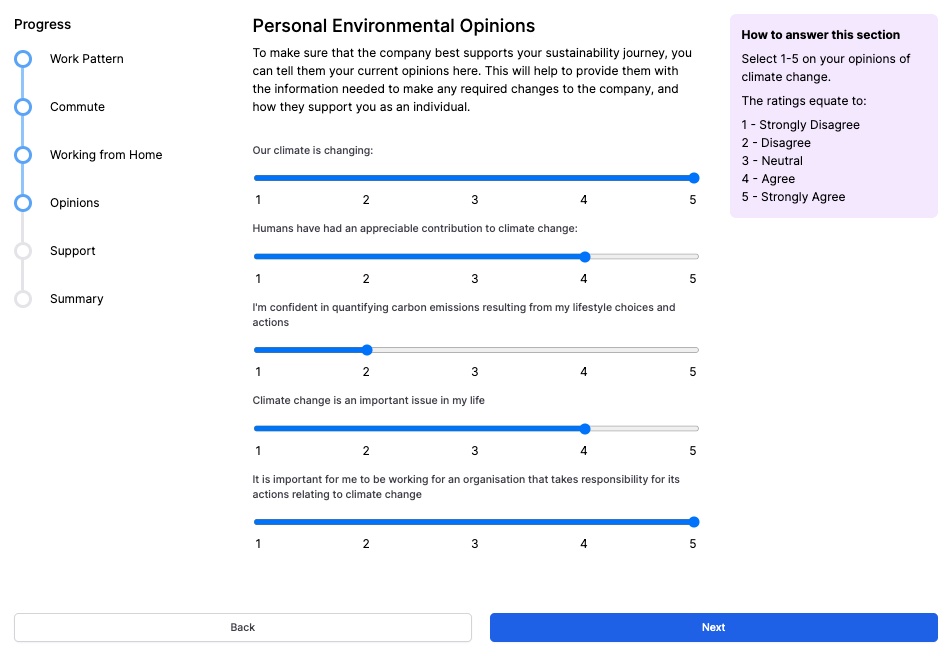 Progress
Work Pattern
Commute
Working from Home
Opinions
Support
Summary
Personal Environmental Opinions
To make sure that the company best supports your sustainability journey, you
can tell them your current opinions here. This will help to provide them with
the information needed to make any required changes to the company, and
how they support you as an individual.
Our climate is changing:
1 2 3 4 5
Humans have had an appreciable contribution to climate change:
1 2 3 4 5
I'm confident in quantifying carbon emissions resulting from my lifestyle choices and
actions
1 2 3 4 5
Climate change is an important issue in my life
1 2 3 4 5
It is important for me to be working for an organisation that takes responsibility for its
actions relating to climate change
1 2 3 4 5
How to answer this section
Select 1-5 on your opinions of
climate change.
The ratings equate to:
1 - Strongly Disagree
2 - Disagree
3 - Neutral
4 - Agree
5 - Strongly Agree
Back
Next